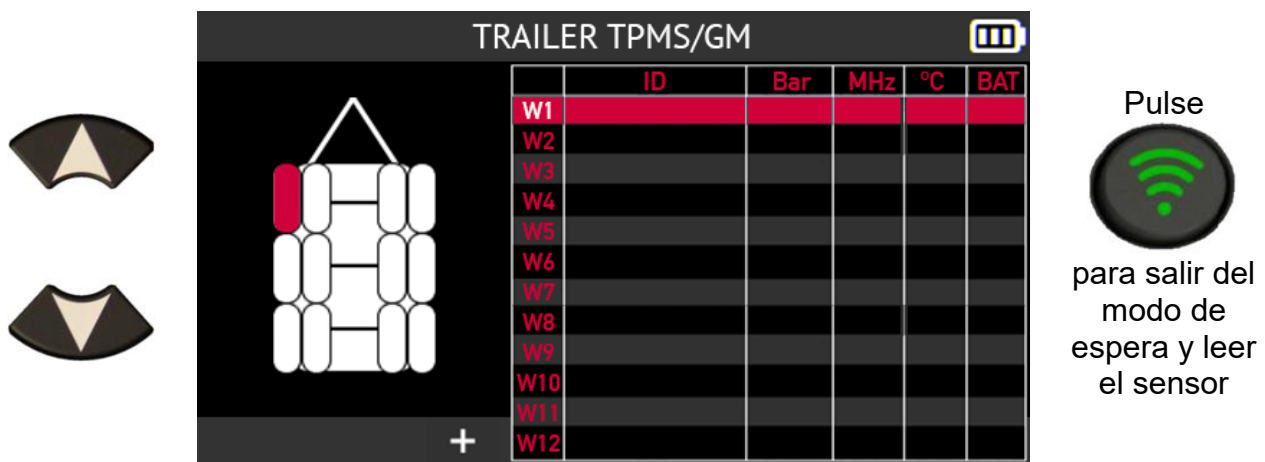 TRAILER TPMS/GM
ID Bar MHz ºC BAT
W1
W2
W3
W4
W5
W6
W7
W8
W9
W10
W11
W12
+
Pulse
para salir del
modo de
espera y leer
el sensor